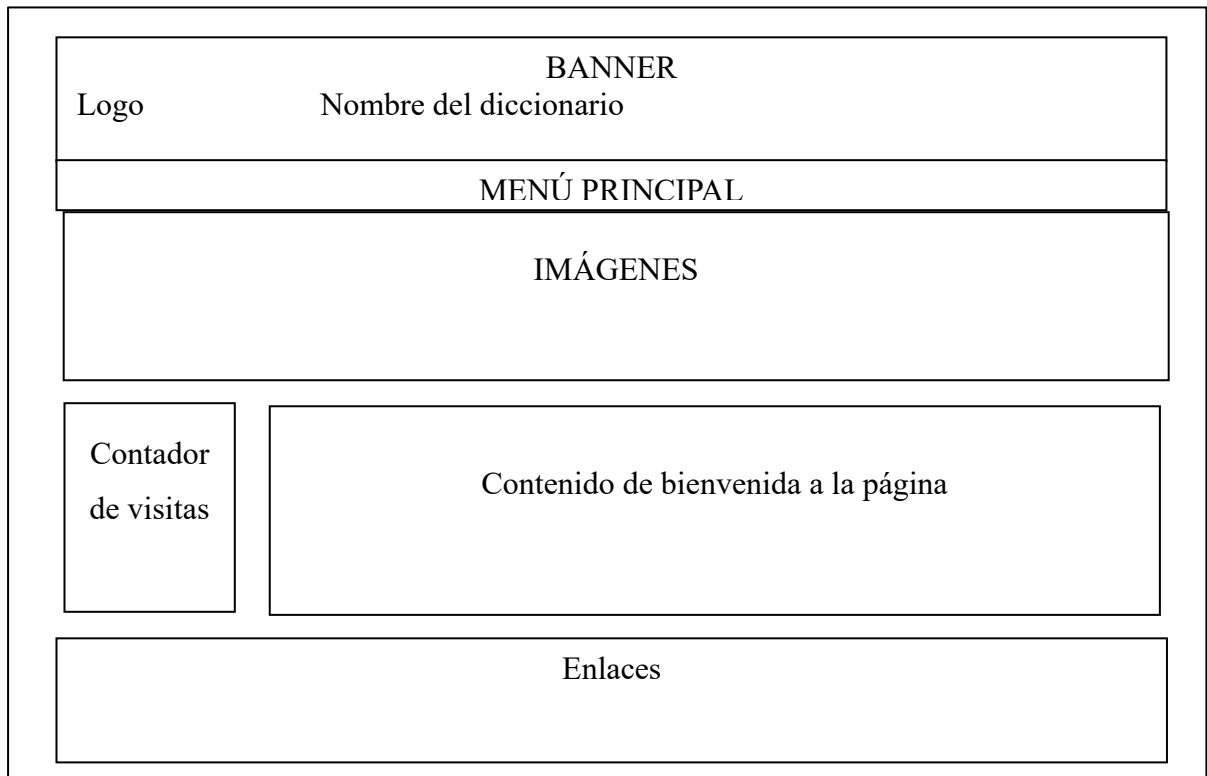 BANNER
Logo Nombre del diccionario
MENÚ PRINCIPAL
IMÁGENES
Contador
de visitas
Contenido de bienvenida a la página
Enlaces